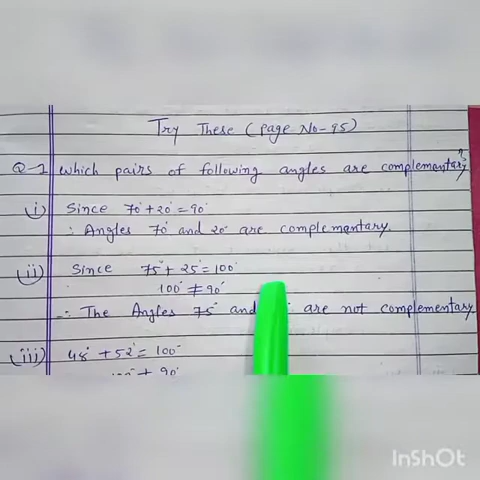 Try These (Page No-95)
Q-1 which pairs of following angles are complementary?
(i) Since 70° + 20° = 90°
∴ Angles 70° and 20° are complementary.
(ii) Since 75° + 25° = 100°
100° ≠ 90°
∴ The Angles 75° and are not complementary
(iii) 48° + 52° = 100°
90°
InShOt